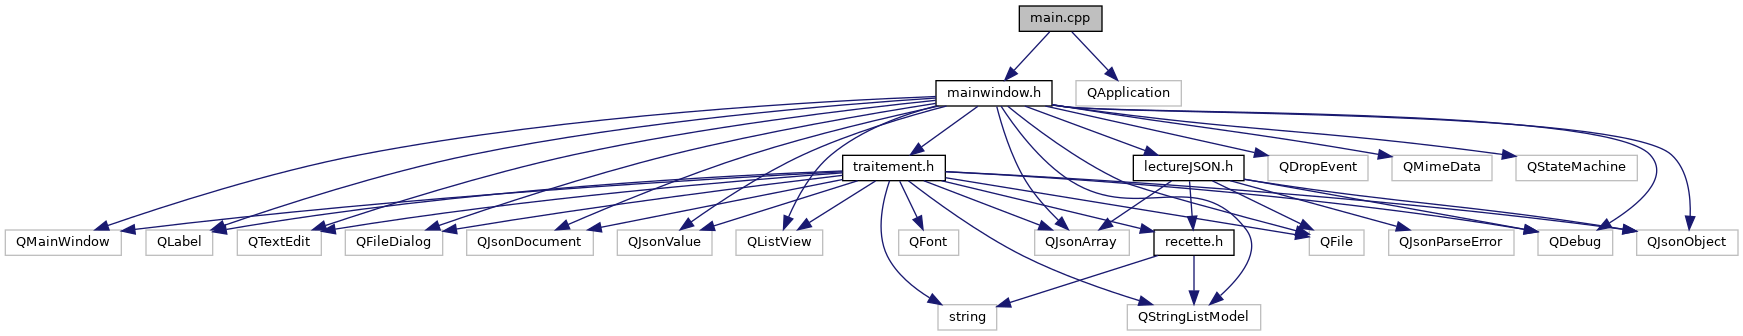 main.cpp
mainwindow.h
QApplication
traitement.h
lectureJSON.h
QDropEvent
QMimeData
QStateMachine
QMainWindow
QLabel
QTextEdit
QFileDialog
QJsonDocument
QJsonValue
QListView
QFont
QJsonArray
recette.h
QFile
QJsonParseError
QDebug
QJsonObject
string
QStringListModel